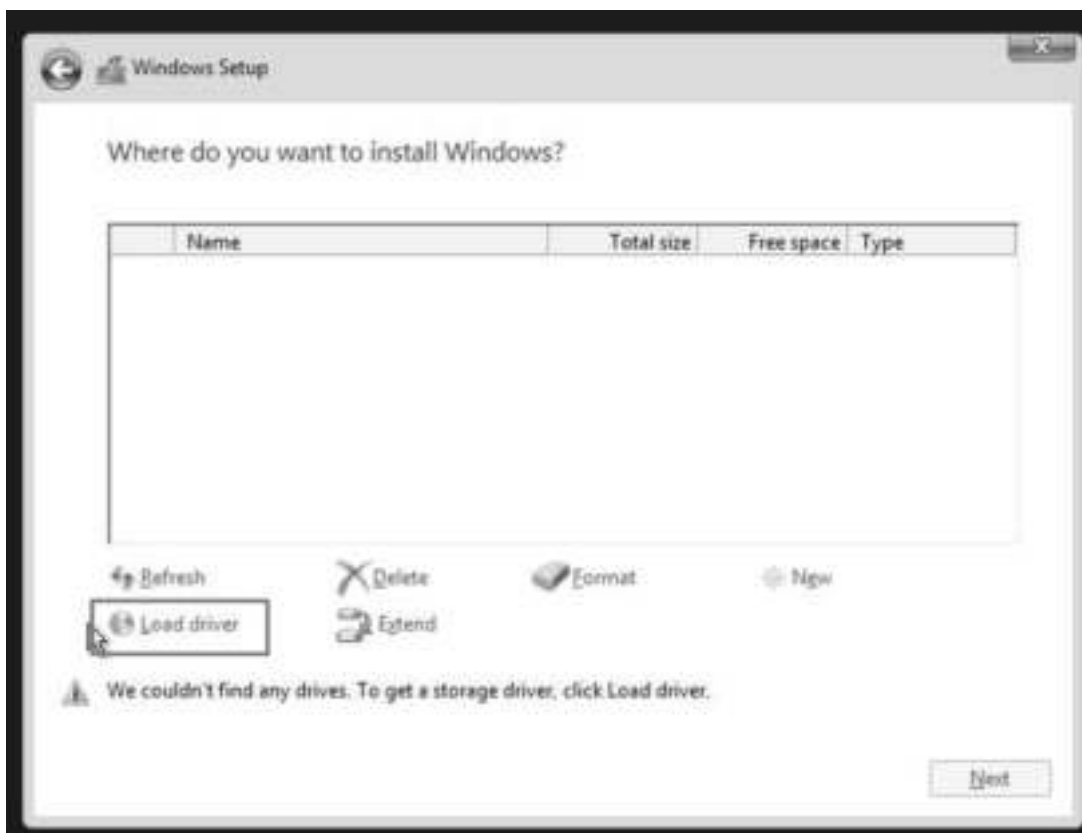 Windows Setup
Where do you want to install Windows?
Name Total size Free space Type
Refresh Delete Format New
Load driver Extend
We couldn't find any drives. To get a storage driver, click Load driver.
Next